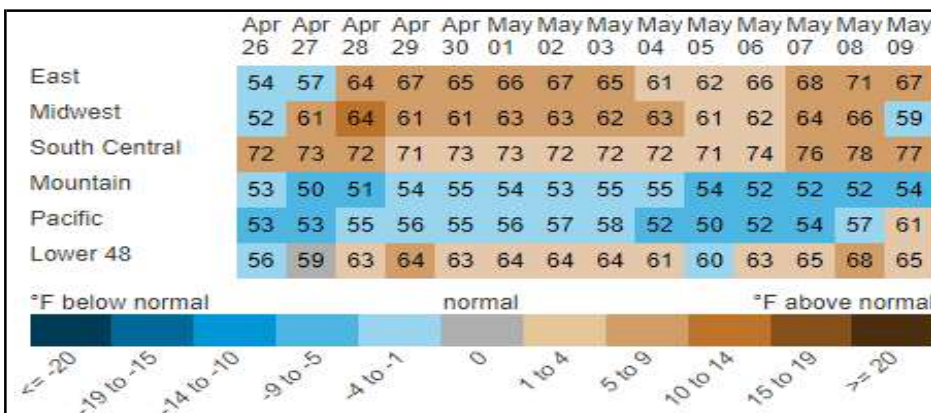 Apr Apr Apr Apr Apr May May May May May May May May May
26 27 28 29 30 01 02 03 04 05 06 07 08 09
East 54 57 64 67 65 66 67 65 61 62 66 68 71 67
Midwest 52 61 64 61 61 63 63 62 63 61 62 64 66 59
South Central 72 73 72 71 73 73 72 72 72 71 74 76 78 77
Mountain 53 50 51 54 55 54 53 55 55 54 52 52 52 54
Pacific 53 53 55 56 55 56 57 58 52 50 52 54 57 61
Lower 48 56 59 63 64 63 64 64 64 61 60 63 65 68 65
°F below normal normal °F above normal
<= -20 -19 to -15 -14 to -10 -9 to -5 -4 to -1 0 1 to 4 5 to 9 10 to 14 15 to 19 >= 20